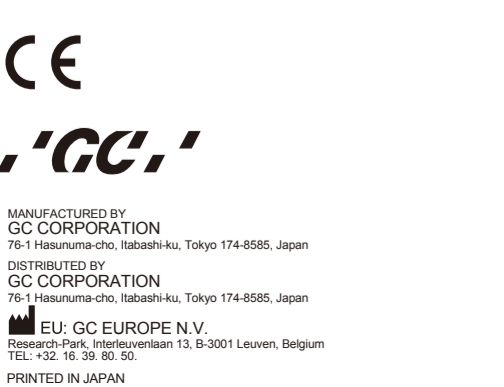 CE
GC
MANUFACTURED BY
GC CORPORATION
76-1 Hasunuma-cho, Itabashi-ku, Tokyo 174-8585, Japan
DISTRIBUTED BY
GC CORPORATION
76-1 Hasunuma-cho, Itabashi-ku, Tokyo 174-8585, Japan
EU: GC EUROPE N.V.
Research-Park, Interleuvenlaan 13, B-3001 Leuven, Belgium
TEL: +32. 16. 39. 80. 50.
PRINTED IN JAPAN